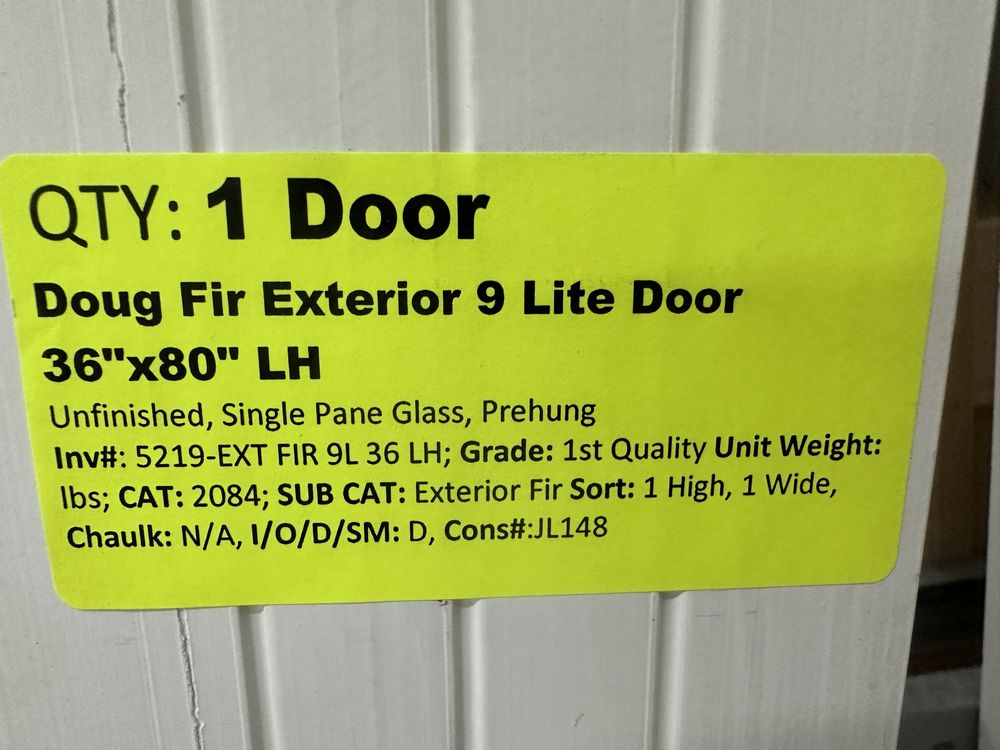 QTY: 1 Door
Doug Fir Exterior 9 Lite Door
36"x80" LH
Unfinished, Single Pane Glass, Prehung
Inv#: 5219-EXT FIR 9L 36 LH; Grade: 1st Quality Unit Weight:
lbs; CAT: 2084; SUB CAT: Exterior Fir Sort: 1 High, 1 Wide,
Chaulk: N/A, I/O/D/SM: D, Cons#:JL148